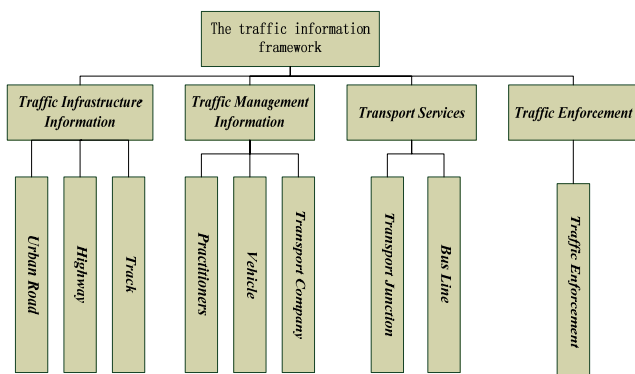 The traffic information
framework
Traffic Infrastructure
Information
Traffic Management
Information
Transport Services
Traffic Enforcement
Urban Road
Highway
Track
Practitioners
Vehicle
Transport Company
Transport Junction
Bus Line
Traffic Enforcement